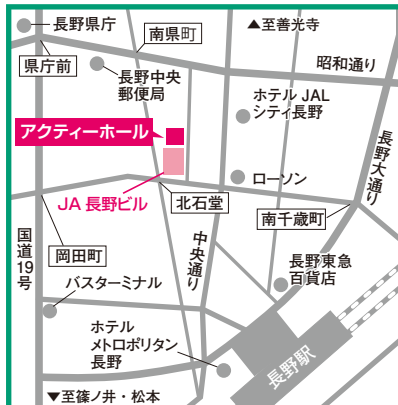 長野県庁
南県町
▲至善光寺
県庁前
長野中央
郵便局
昭和通り
ホテル JAL
シティ長野
アクティーホール
長野大通り
ローソン
JA 長野ビル
北石堂
南千歳町
国道19号
岡田町
中央通り
長野東急
百貨店
バスターミナル
ホテル
メトロポリタン
長野
長野駅
▼至篠ノ井・松本